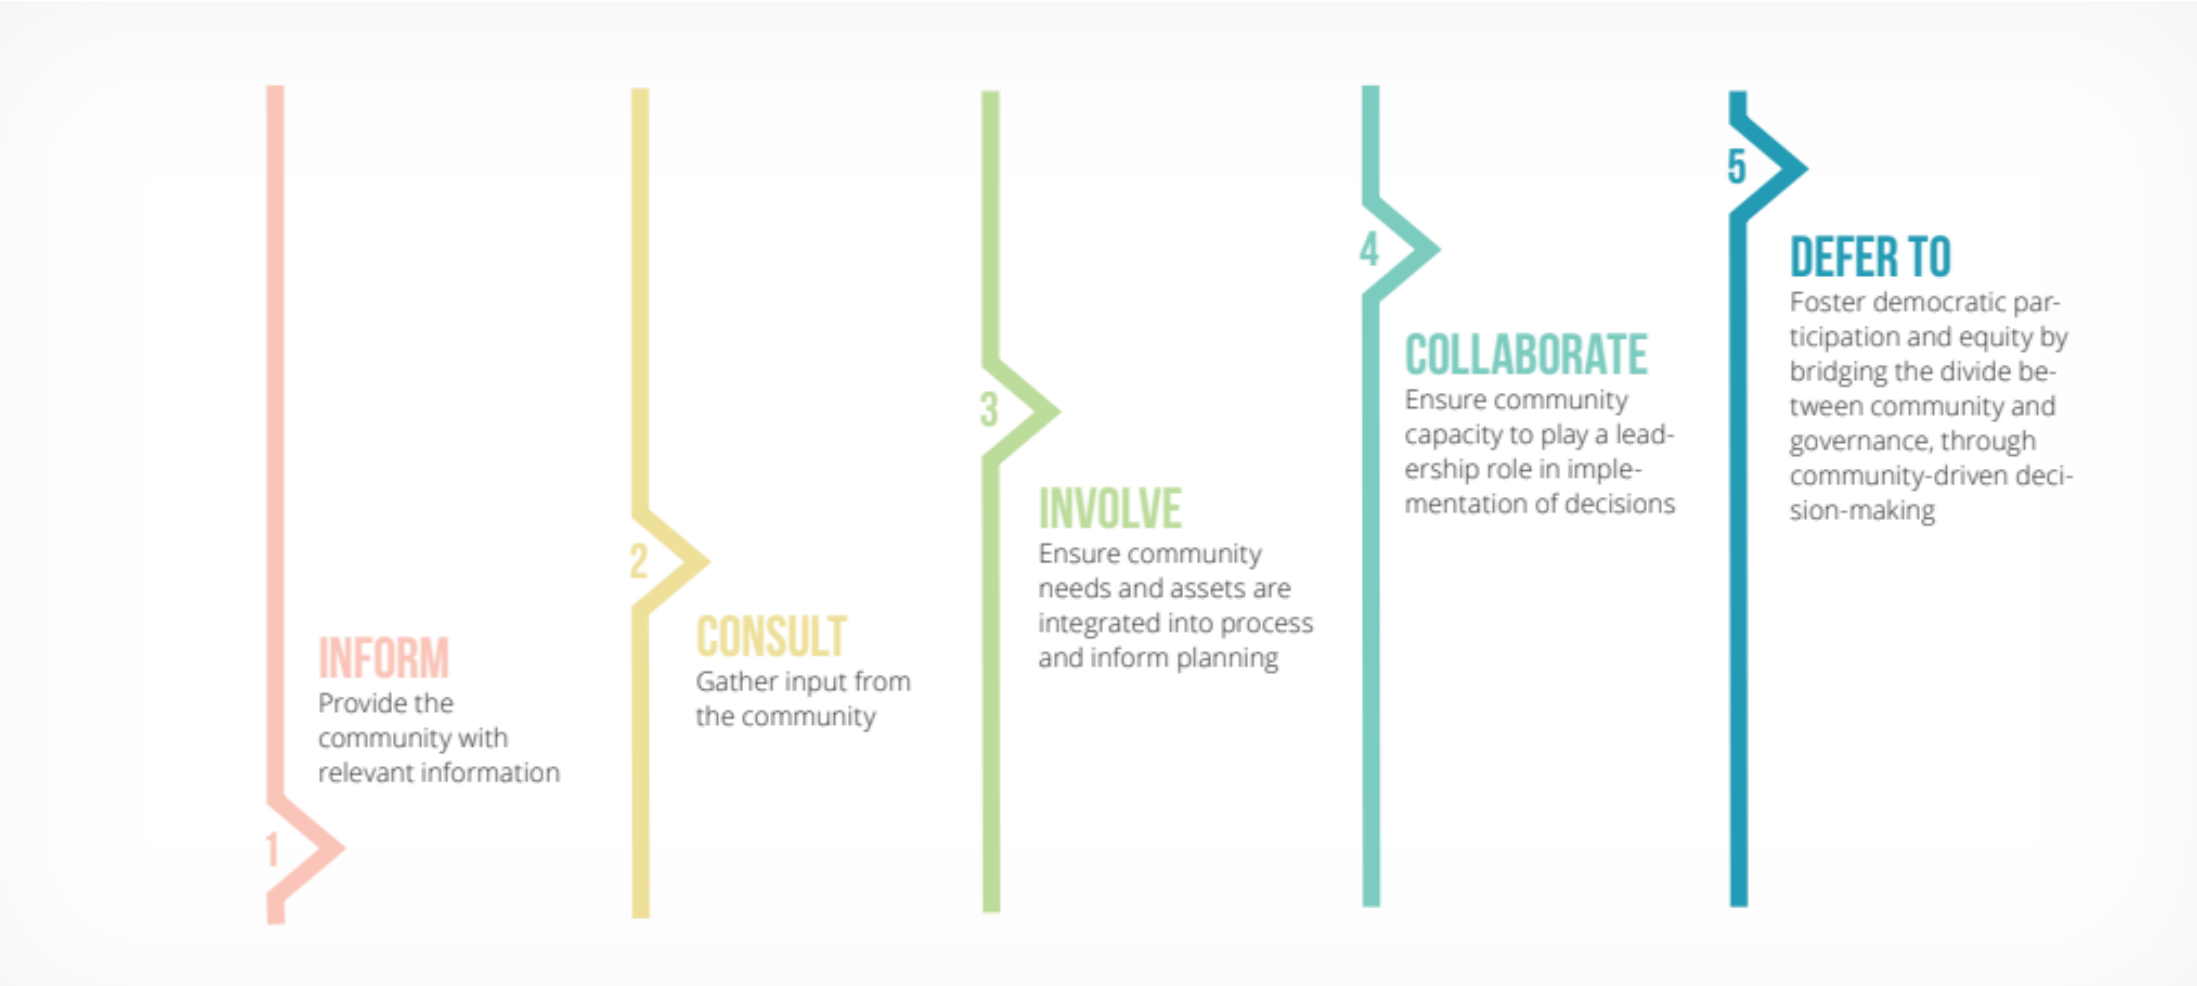 1
INFORM
Provide the
community with
relevant information
2
CONSULT
Gather input from
the community
3
INVOLVE
Ensure community
needs and assets are
integrated into process
and inform planning
4
COLLABORATE
Ensure community
capacity to play a lead-
ership role in imple-
mentation of decisions
5
DEFER TO
Foster democratic par-
ticipation and equity by
bridging the divide be-
tween community and
governance, through
community-driven deci-
sion-making